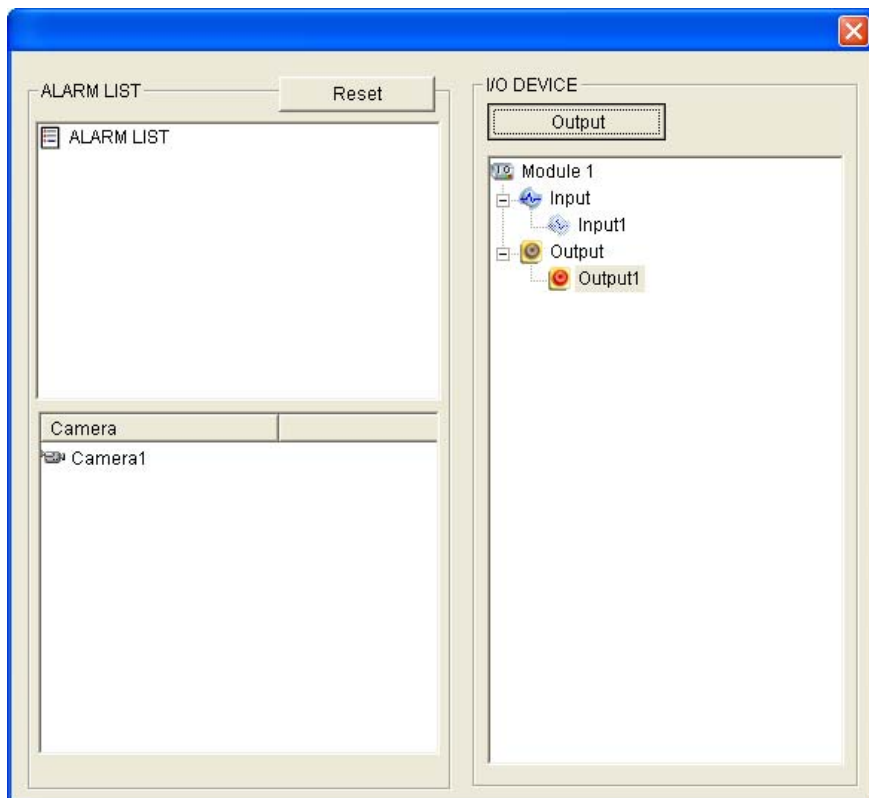 ALARM LIST
Reset
ALARM LIST
Camera
Camera1
I/O DEVICE
Output
Module 1
Input
Input1
Output
Output1